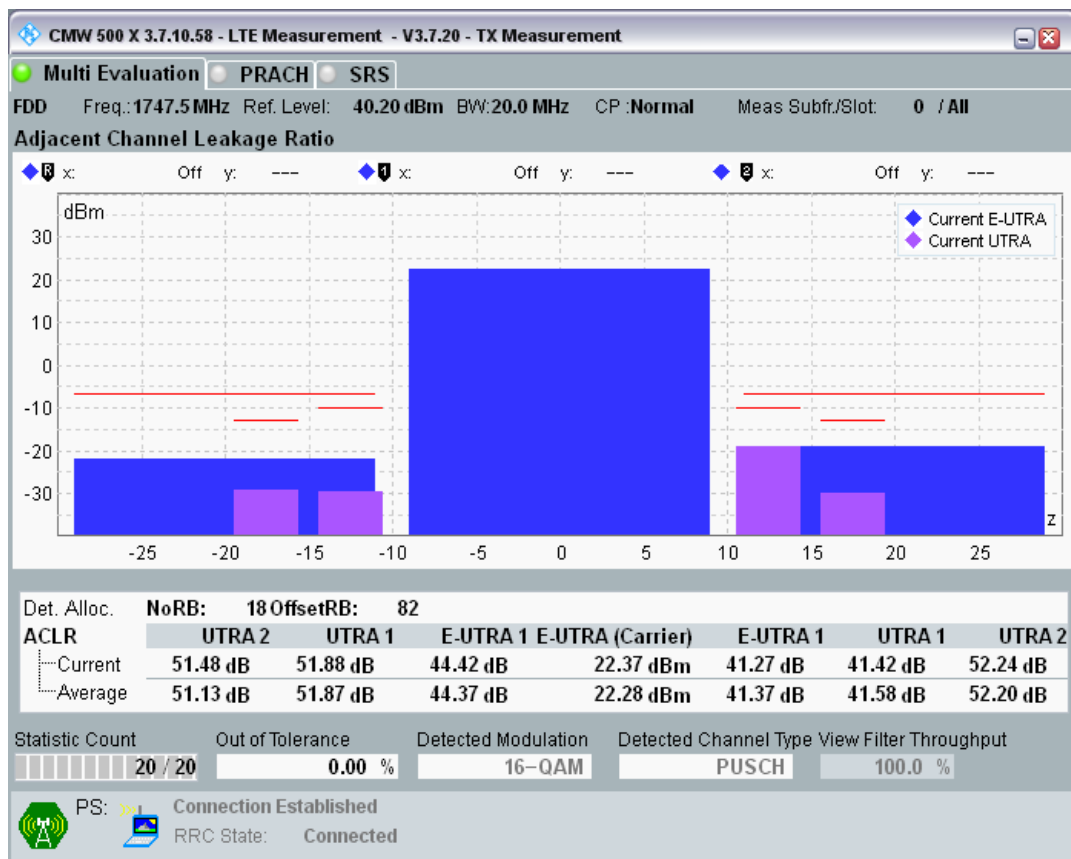 CMW 500 X 3.7.10.58 - LTE Measurement - V3.7.20 - TX Measurement
Multi Evaluation PRACH SRS
FDD Freq.:1747.5 MHz Ref. Level: 40.20 dBm BW:20.0 MHz CP :Normal Meas Subfr./Slot: 0 / All
Adjacent Channel Leakage Ratio
R x: Off y: --- 1 x: Off y: --- 2 x: Off y: ---
dBm
Current E-UTRA
Current UTRA
30
20
10
0
-10
-20
-30
z
-25 -20 -15 -10 -5 0 5 10 15 20 25
Det. Alloc. NoRB: 18 OffsetRB: 82
ACLR UTRA 2 UTRA 1 E-UTRA 1 E-UTRA (Carrier) E-UTRA 1 UTRA 1 UTRA 2
Current 51.48 dB 51.88 dB 44.42 dB 22.37 dBm 41.27 dB 41.42 dB 52.24 dB
Average 51.13 dB 51.87 dB 44.37 dB 22.28 dBm 41.37 dB 41.58 dB 52.20 dB
Statistic Count Out of Tolerance Detected Modulation Detected Channel Type View Filter Throughput
20 / 20 0.00 % 16-QAM PUSCH 100.0 %
PS: Connection Established
RRC State: Connected